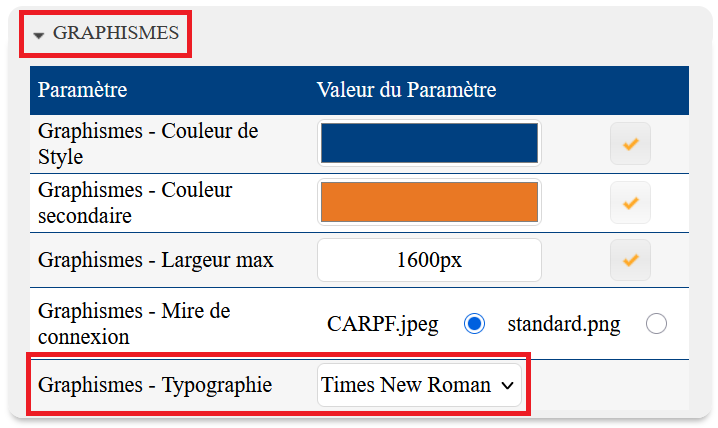 GRAPHISMES
Paramètre Valeur du Paramètre
Graphismes - Couleur de
Style
Graphismes - Couleur
secondaire
Graphismes - Largeur max 1600px
Graphismes - Mire de
connexion
CARPF.jpeg standard.png
Graphismes - Typographie Times New Roman